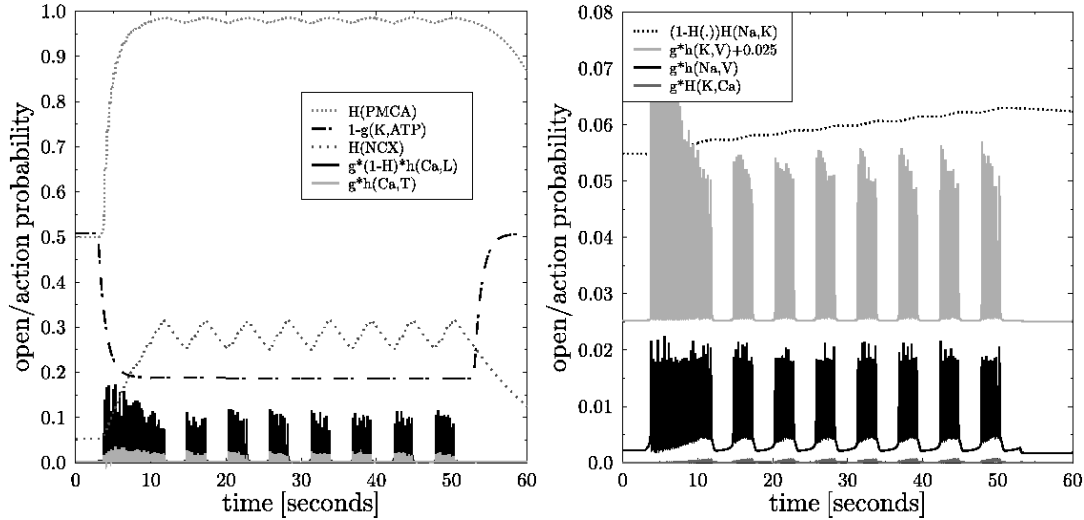 open/action probability
1.0
0.9
0.8
0.7
0.6
0.5
0.4
0.3
0.2
0.1
0.0
H(PMCA)
1-g(K,ATP)
H(NCX)
g*(1-H)*h(Ca,L)
g*h(Ca,T)
0 10 20 30 40 50 60
time [seconds]
open/action probability
0.08
0.07
0.06
0.05
0.04
0.03
0.02
0.01
0.0
(1-H(.))H(Na,K)
g*h(K,V)+0.025
g*h(Na,V)
g*H(K,Ca)
0 10 20 30 40 50 60
time [seconds]